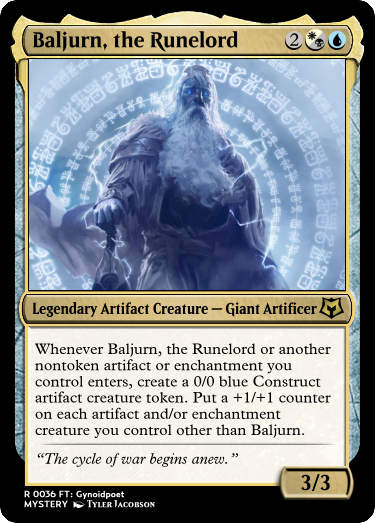 Baljurn, the Runelord 2
Legendary Artifact Creature — Giant Artificer
Whenever Baljurn, the Runelord or another
nontoken artifact or enchantment you
control enters, create a 0/0 blue Construct
artifact creature token. Put a +1/+1 counter
on each artifact and/or enchantment
creature you control other than Baljurn.
“The cycle of war begins anew.”
3/3
R 0036 FT: Gynoidpoet
MYSTERY Tyler Jacobson